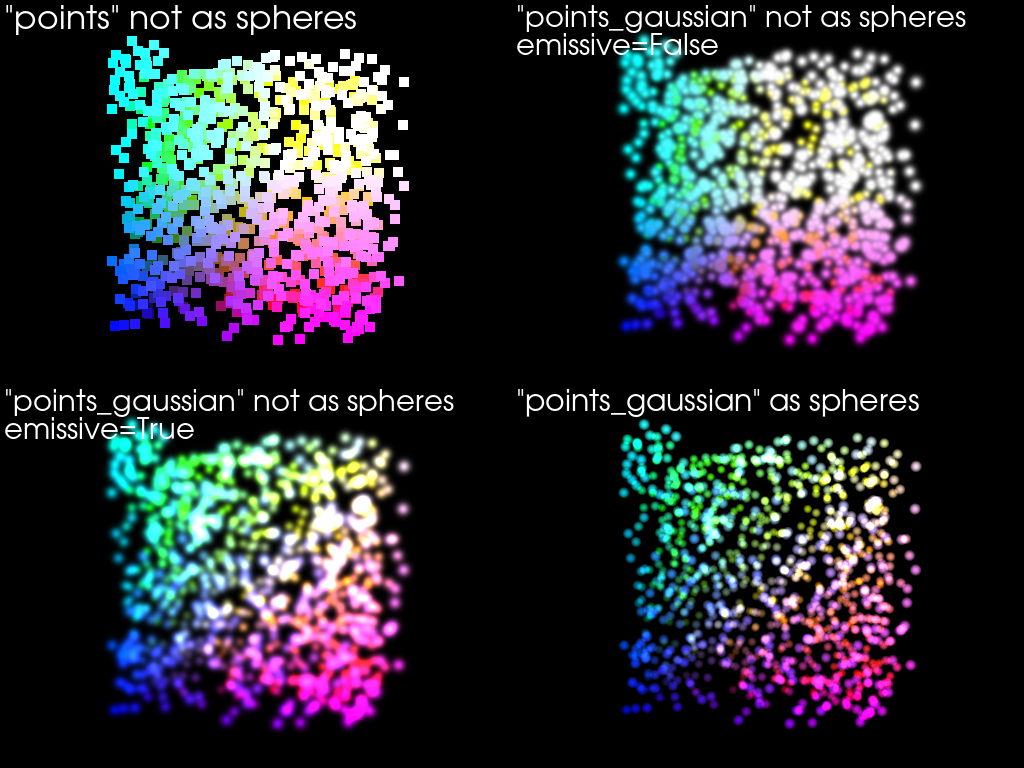 "points" not as spheres
"points_gaussian" not as spheres
emissive=False
"points_gaussian" not as spheres
emissive=True
"points_gaussian" as spheres